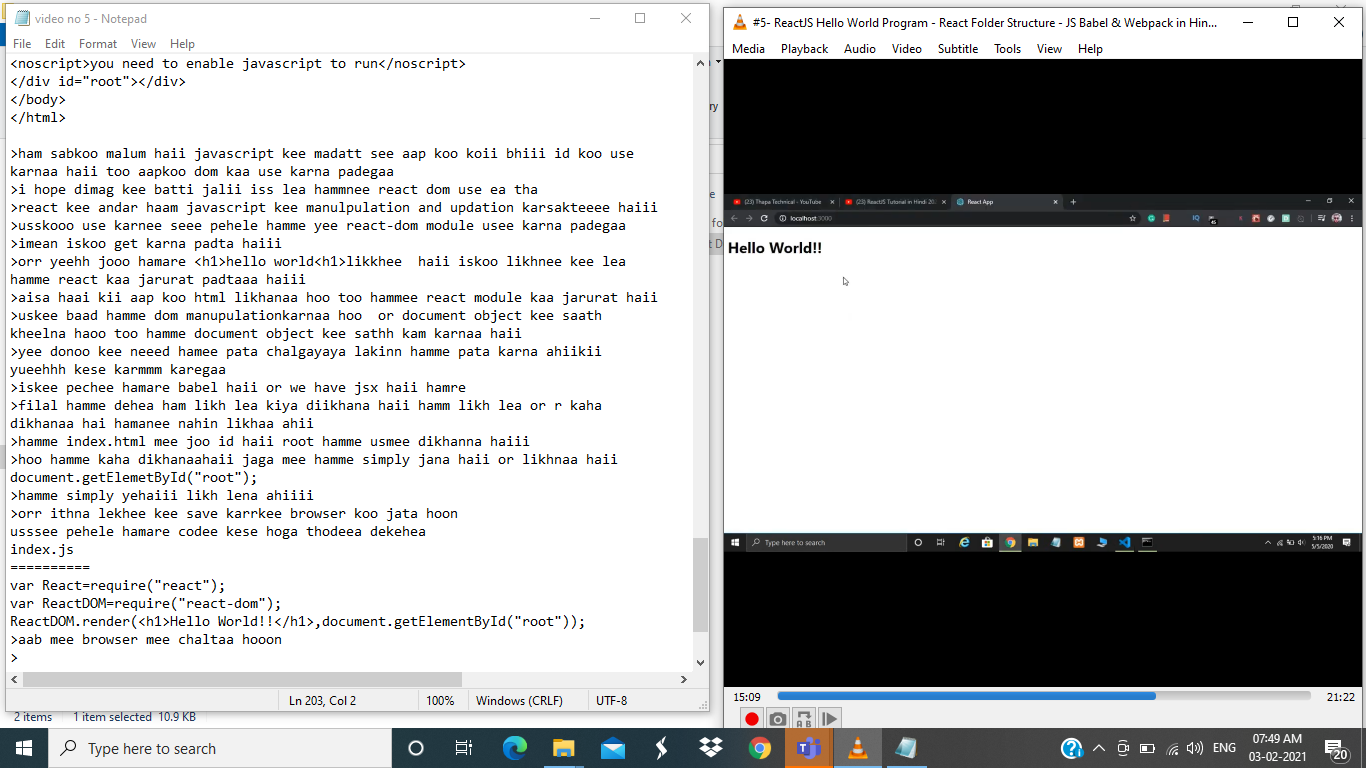 video no 5 - Notepad
File Edit Format View Help
<noscript>you need to enable javascript to run</noscript>
</div id="root"></div>
</body>
</html>
>ham sabkoo malum haii javascript kee madatt see aap koo koii bhiii id koo use
karnaa haii too aapkoo dom kaa use karna padegaa
>i hope dimag kee batti jalii iss lea hammnee react dom use ea tha
>react kee andar haam javascript kee manulpulation and updation karsakteeee haiii
>usskooo use karnee seee pehele hamme yee react-dom module usee karna padegaa
>imean iskoo get karna padta haiii
>orr yeehh jooo hamare <h1>hello world<h1>likkhee  haii iskoo likhnee kee lea
hamme react kaa jarurat padtaaa haiii
>aisa haai kii aap koo html likhanaa hoo too hammee react module kaa jarurat haii
>uskee baad hamme dom manupulationkarnaa hoo  or document object kee saath
kheelna haoo too hamme document object kee sathh kam karnaa haii
>yee donoo kee neeed hamee pata chalgayaya lakinn hamme pata karna ahiikii
yueehhh kese karmmm karegaa
>iskee pechee hamare babel haii or we have jsx haii hamre
>filal hamme dehea ham likh lea kiya diikhana haii hamm likh lea or r kaha
dikhanaa hai hamanee nahin likhaa ahii
>hamme index.html mee joo id haii root hamme usmee dikhanna haiii
>hoo hamme kaha dikhanaahaii jaga mee hamme simply jana haii or likhnaa haii
document.getElemetById("root");
>hamme simply yehaiii likh lena ahiiii
>orr ithna lekhee kee save karrkee browser koo jata hoon
usssee pehele hamare codee kese hoga thodeea dekehea
index.js
==========
var React=require("react");
var ReactDOM=require("react-dom");
ReactDOM.render(<h1>Hello World!!</h1>,document.getElementById("root"));
>aab mee browser mee chaltaa hooon
>
Ln 203, Col 2 100% Windows (CRLF) UTF-8
2 items 1 item selected 10.9 KB
#5- ReactJS Hello World Program - React Folder Structure - JS Babel & Webpack in Hin...
Media Playback Audio Video Subtitle Tools View Help
(23) Thapa Technical - YouTube (23) ReactJS Tutorial in Hindi 20 React App
localhost:3000
Hello World!!
Type here to search
5:16 PM
5/5/2020
15:09 21:22
Type here to search
ENG
07:49 AM
03-02-2021
20